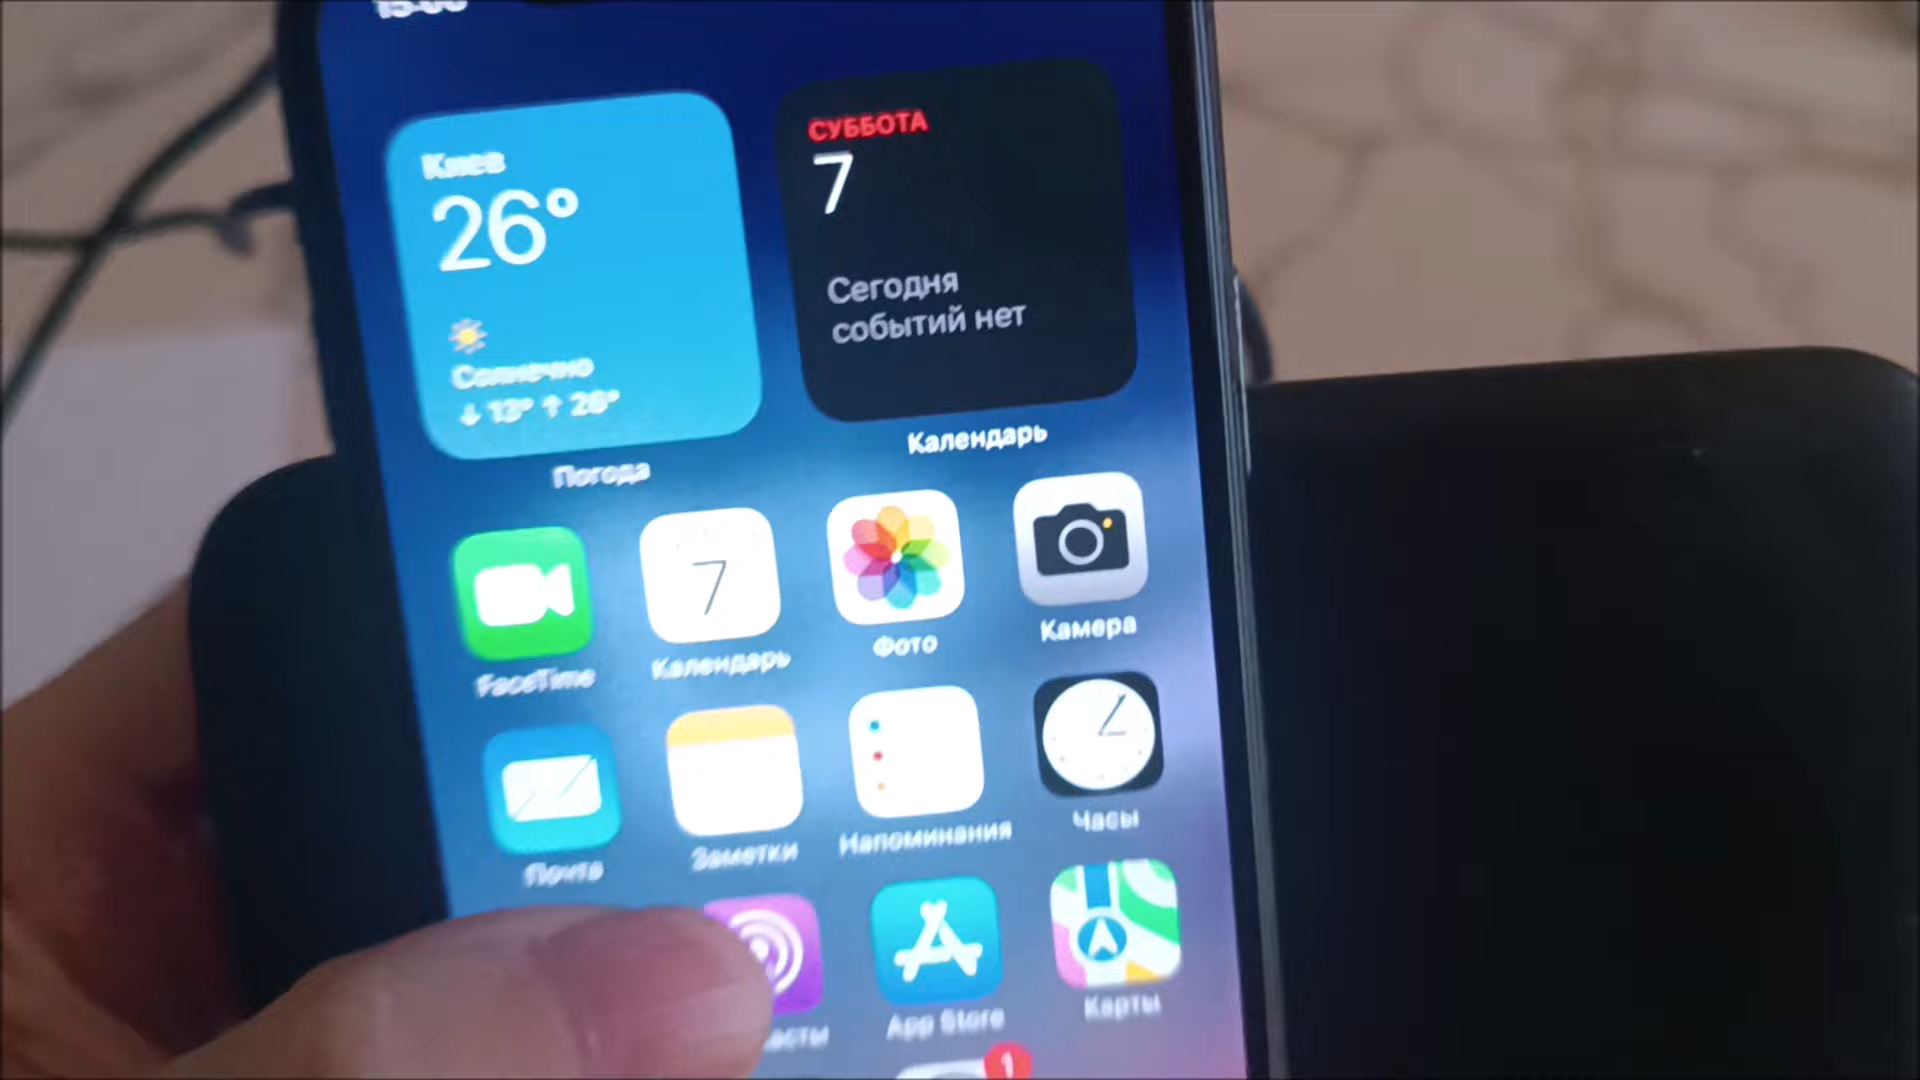 Киев
26°
Солнечно
↓ 13° ↑ 26°
Погода
СУББОТА
7
Сегодня
событий нет
Календарь
FaceTime
7
Календарь
Фото
Камера
Почта
Заметки
Напоминания
Часы
App Store
Карты
1